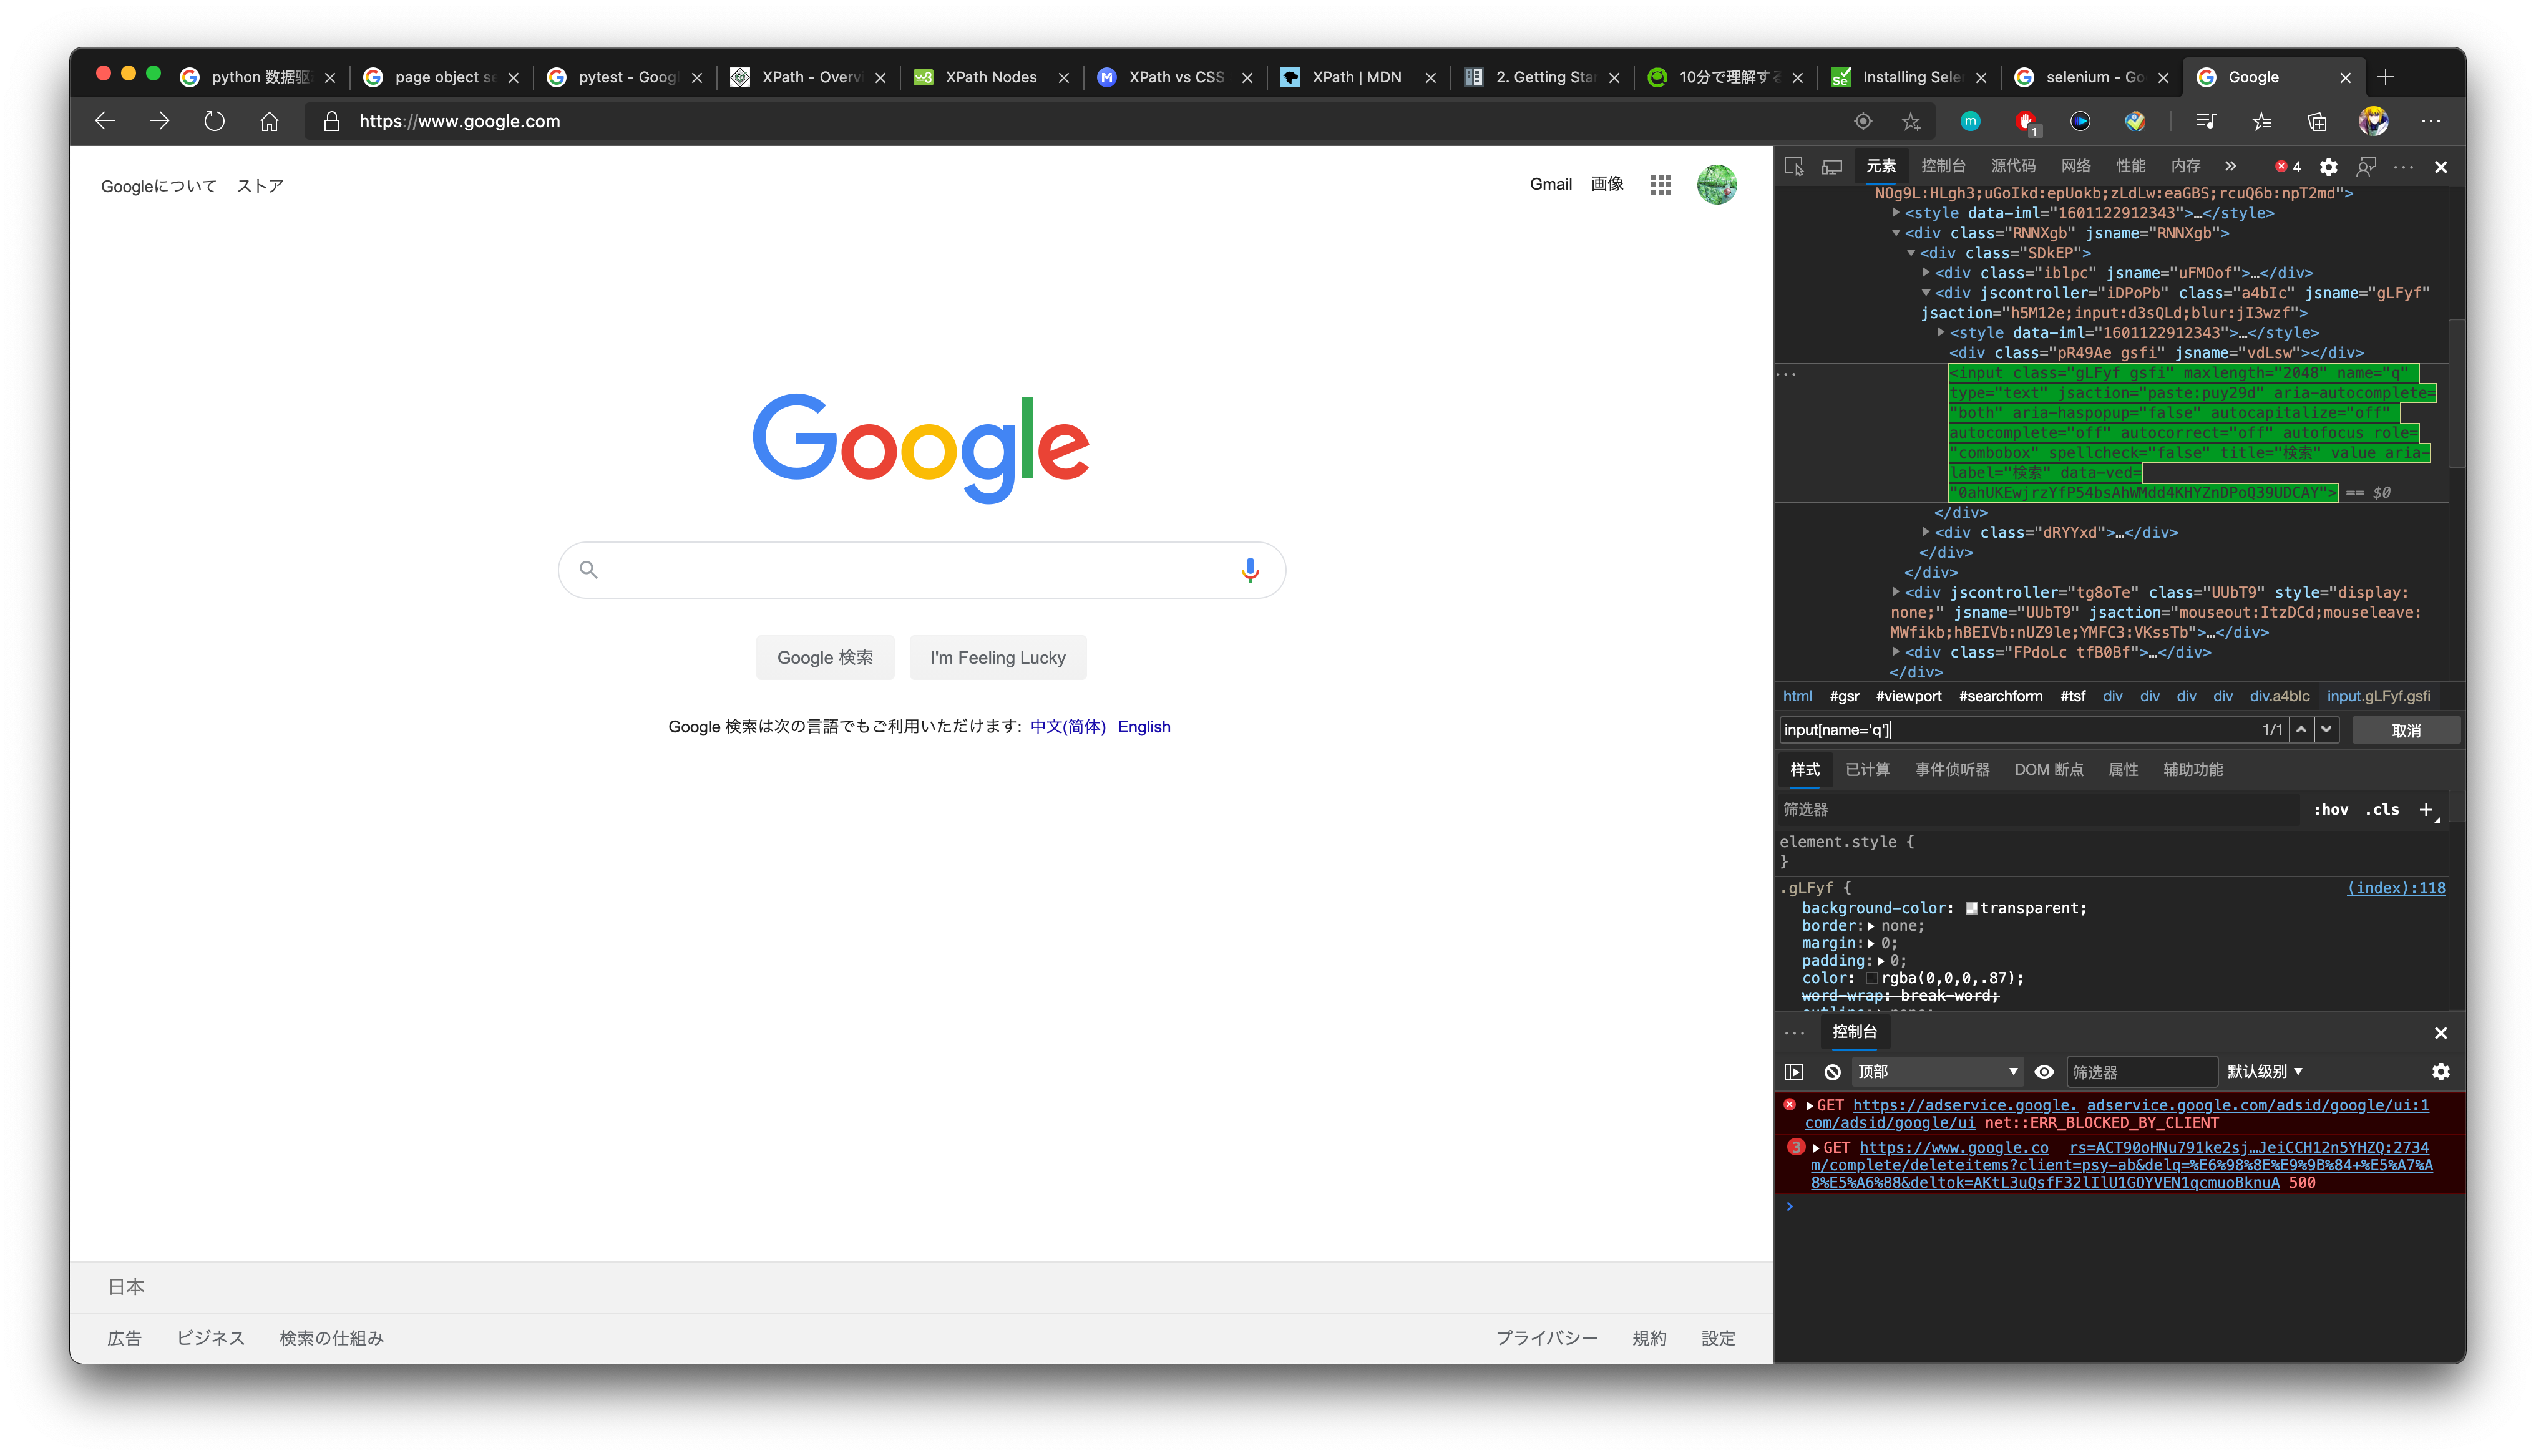 python 数据驱
page object se
pytest - Googl
XPath - Overvi
XPath Nodes
XPath vs CSS
XPath | MDN
2. Getting Star
10分で理解する
Installing Sele
selenium - Go
Google
https://www.google.com
1
Googleについて ストア
Gmail 画像
Google
Google 検索 I'm Feeling Lucky
Google 検索は次の言語でもご利用いただけます: 中文(简体) English
日本
広告 ビジネス 検索の仕組み
プライバシー 規約 設定
元素 控制台 源代码 网络 性能 内存 » 4
NOg9L:HLgh3;uGoIkd:epUokb;zLdLw:eaGBS;rcuQ6b:npT2md">
<style data-iml="1601122912343">…</style>
<div class="RNNXgb" jsname="RNNXgb">
<div class="SDkEP">
<div class="iblpc" jsname="uFMOof">…</div>
<div jscontroller="iDPoPb" class="a4bIc" jsname="gLFyf"
jsaction="h5M12e;input:d3sQLd;blur:jI3wzf">
<style data-iml="1601122912343">…</style>
<div class="pR49Ae gsfi" jsname="vdLsw"></div>
<input class="gLFyf gsfi" maxlength="2048" name="q"
type="text" jsaction="paste:puy29d" aria-autocomplete=
"both" aria-haspopup="false" autocapitalize="off"
autocomplete="off" autocorrect="off" autofocus role=
"combobox" spellcheck="false" title="検索" value aria-
label="検索" data-ved=
"0ahUKEwjrzYfP54bsAhWMdd4KHYZnDPoQ39UDCAY"> == $0
</div>
<div class="dRYYxd">…</div>
</div>
</div>
<div jscontroller="tg8oTe" class="UUbT9" style="display:
none;" jsname="UUbT9" jsaction="mouseout:ItzDCd;mouseleave:
MWfikb;hBEIVb:nUZ9le;YMFC3:VKssTb">…</div>
<div class="FPdoLc tfB0Bf">…</div>
</div>
html #gsr #viewport #searchform #tsf div div div div div.a4bIc input.gLFyf.gsfi
input[name='q'] 1/1 取消
样式 已计算 事件侦听器 DOM 断点 属性 辅助功能
筛选器 :hov .cls +
element.style {
}
.gLFyf { (index):118
background-color: transparent;
border: none;
margin: 0;
padding: 0;
color: rgba(0,0,0,.87);
word-wrap: break-word;
控制台
顶部 筛选器 默认级别
GET https://adservice.google. adservice.google.com/adsid/google/ui:1
com/adsid/google/ui net::ERR_BLOCKED_BY_CLIENT
3 GET https://www.google.co rs=ACT90oHNu791ke2sj…JeiCCH12n5YHZQ:2734
m/complete/deleteitems?client=psy-ab&delq=%E6%98%8E%E9%9B%84+%E5%A7%A
8%E5%A6%88&deltok=AKtL3uQsfF32lIlU1GOYVEN1qcmuoBknuA 500